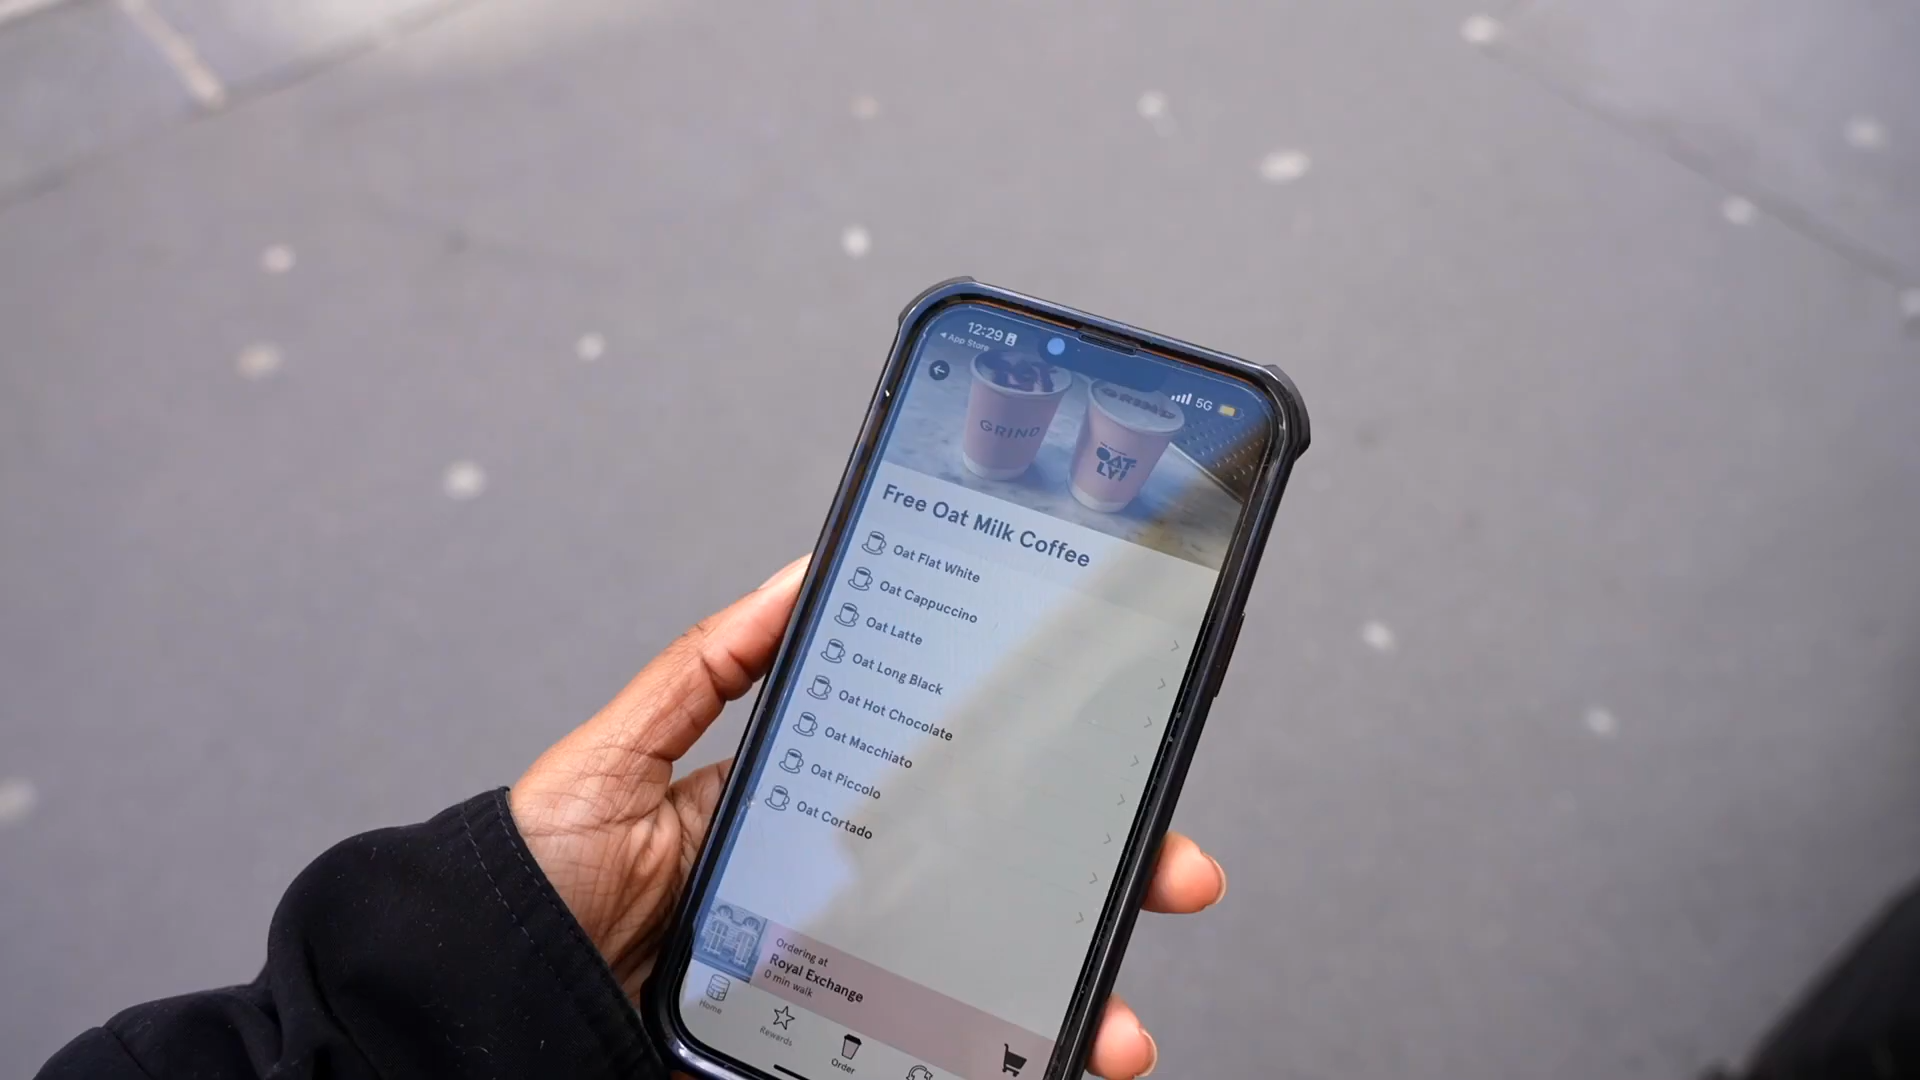 12:29
App Store
5G
GRIND
OAT-
LY!
Free Oat Milk Coffee
Oat Flat White
Oat Cappuccino
Oat Latte
Oat Long Black
Oat Hot Chocolate
Oat Macchiato
Oat Piccolo
Oat Cortado
Ordering at
Royal Exchange
0 min walk
Home
Rewards
Order